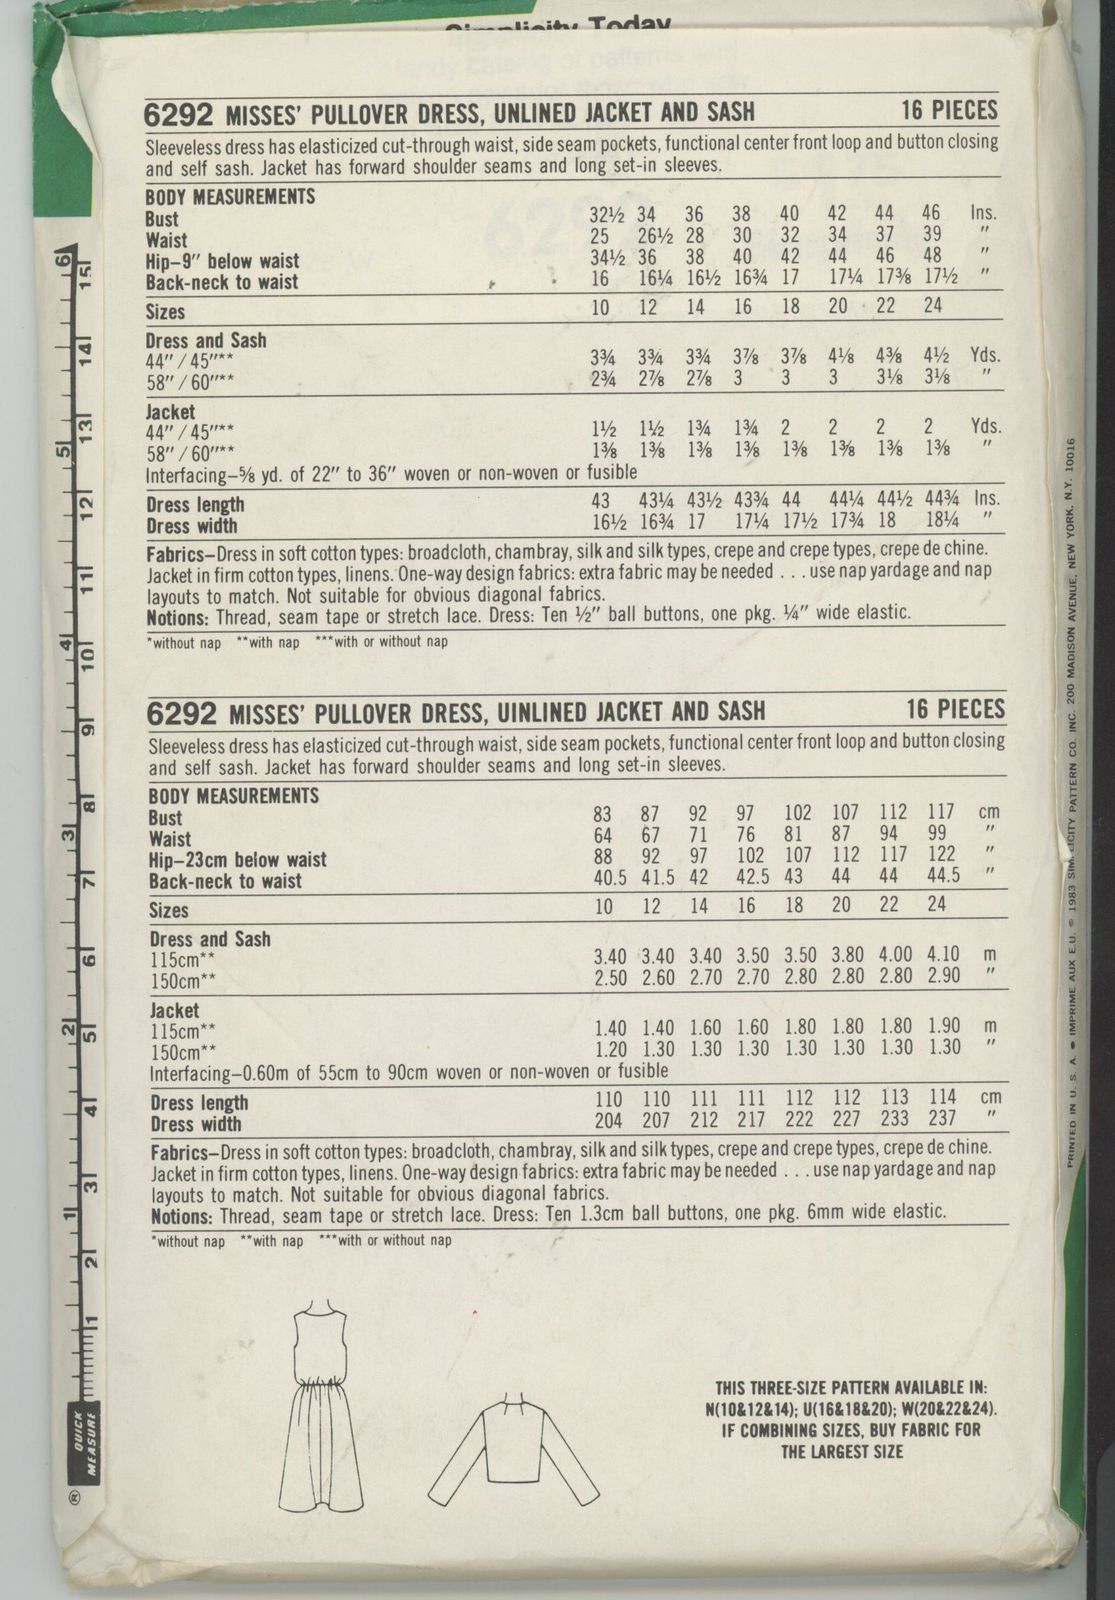 Simplicity Today
6292 MISSES' PULLOVER DRESS, UNLINED JACKET AND SASH 16 PIECES
Sleeveless dress has elasticized cut-through waist, side seam pockets, functional center front loop and button closing
and self sash. Jacket has forward shoulder seams and long set-in sleeves.
BODY MEASUREMENTS
Bust 32½ 34 36 38 40 42 44 46 Ins.
Waist 25 26½ 28 30 32 34 37 39 "
Hip–9" below waist 34½ 36 38 40 42 44 46 48 "
Back-neck to waist 16 16¼ 16½ 16¾ 17 17¼ 17⅜ 17½ "
Sizes 10 12 14 16 18 20 22 24
Dress and Sash
44"/45"** 3¾ 3¾ 3¾ 3⅞ 3⅞ 4⅛ 4⅜ 4½ Yds.
58"/60"** 2¾ 2⅞ 2⅞ 3 3 3 3⅛ 3⅛ "
Jacket
44"/45"** 1½ 1½ 1¾ 1¾ 2 2 2 2 Yds.
58"/60"** 1⅜ 1⅜ 1⅜ 1⅜ 1⅜ 1⅜ 1⅜ 1⅜ "
Interfacing–⅝ yd. of 22" to 36" woven or non-woven or fusible
Dress length 43 43¼ 43½ 43¾ 44 44¼ 44½ 44¾ Ins.
Dress width 16½ 16¾ 17 17¼ 17½ 17¾ 18 18¼ "
Fabrics–Dress in soft cotton types: broadcloth, chambray, silk and silk types, crepe and crepe types, crepe de chine.
Jacket in firm cotton types, linens. One-way design fabrics: extra fabric may be needed . . . use nap yardage and nap
layouts to match. Not suitable for obvious diagonal fabrics.
Notions: Thread, seam tape or stretch lace. Dress: Ten ½" ball buttons, one pkg. ¼" wide elastic.
*without nap **with nap ***with or without nap
6292 MISSES' PULLOVER DRESS, UINLINED JACKET AND SASH 16 PIECES
Sleeveless dress has elasticized cut-through waist, side seam pockets, functional center front loop and button closing
and self sash. Jacket has forward shoulder seams and long set-in sleeves.
BODY MEASUREMENTS
Bust 83 87 92 97 102 107 112 117 cm
Waist 64 67 71 76 81 87 94 99 "
Hip–23cm below waist 88 92 97 102 107 112 117 122 "
Back-neck to waist 40.5 41.5 42 42.5 43 44 44 44.5 "
Sizes 10 12 14 16 18 20 22 24
Dress and Sash
115cm** 3.40 3.40 3.40 3.50 3.50 3.80 4.00 4.10 m
150cm** 2.50 2.60 2.70 2.70 2.80 2.80 2.80 2.90 "
Jacket
115cm** 1.40 1.40 1.60 1.60 1.80 1.80 1.80 1.90 m
150cm** 1.20 1.30 1.30 1.30 1.30 1.30 1.30 1.30 "
Interfacing–0.60m of 55cm to 90cm woven or non-woven or fusible
Dress length 110 110 111 111 112 112 113 114 cm
Dress width 204 207 212 217 222 227 233 237 "
Fabrics–Dress in soft cotton types: broadcloth, chambray, silk and silk types, crepe and crepe types, crepe de chine.
Jacket in firm cotton types, linens. One-way design fabrics: extra fabric may be needed . . . use nap yardage and nap
layouts to match. Not suitable for obvious diagonal fabrics.
Notions: Thread, seam tape or stretch lace. Dress: Ten 1.3cm ball buttons, one pkg. 6mm wide elastic.
*without nap **with nap ***with or without nap
THIS THREE-SIZE PATTERN AVAILABLE IN:
N(10&12&14); U(16&18&20); W(20&22&24).
IF COMBINING SIZES, BUY FABRIC FOR
THE LARGEST SIZE
6 5 4 3 2 1
15 14 13 12 11 10 9 8 7 6 5 4 3 2 1
QUICK
MEASURE
®
PRINTED IN U. S. A. • IMPRIME AUX E.U. © 1983 SIMPLICITY PATTERN CO. INC. 200 MADISON AVENUE, NEW YORK, N.Y. 10016